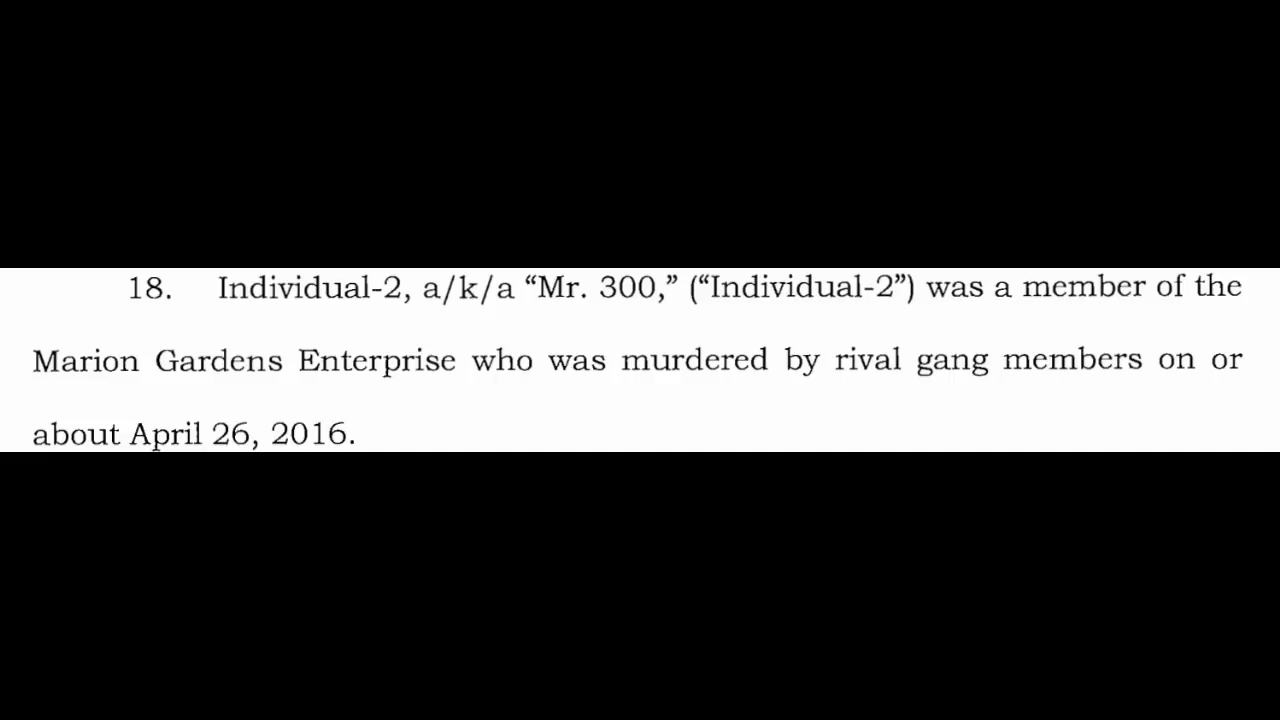 18. Individual-2, a/k/a “Mr. 300,” (“Individual-2”) was a member of the
Marion Gardens Enterprise who was murdered by rival gang members on or
about April 26, 2016.